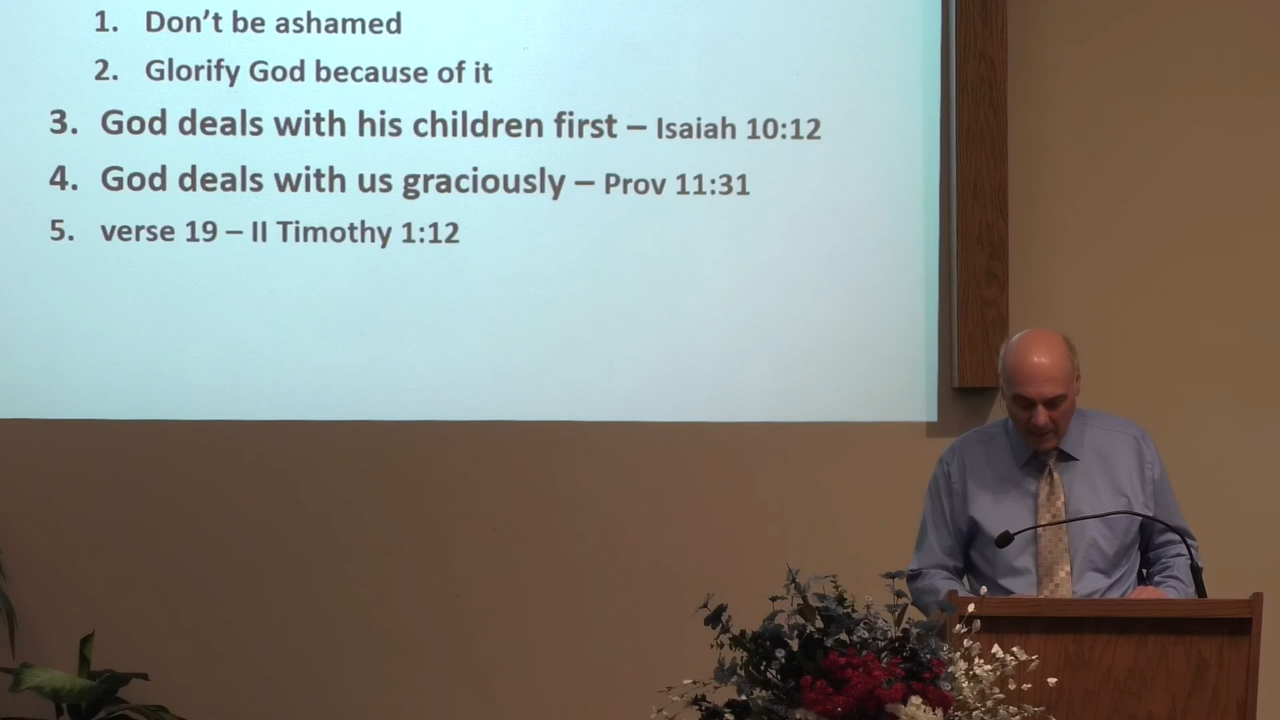 1. Don't be ashamed
2. Glorify God because of it
3. God deals with his children first – Isaiah 10:12
4. God deals with us graciously – Prov 11:31
5. verse 19 – II Timothy 1:12